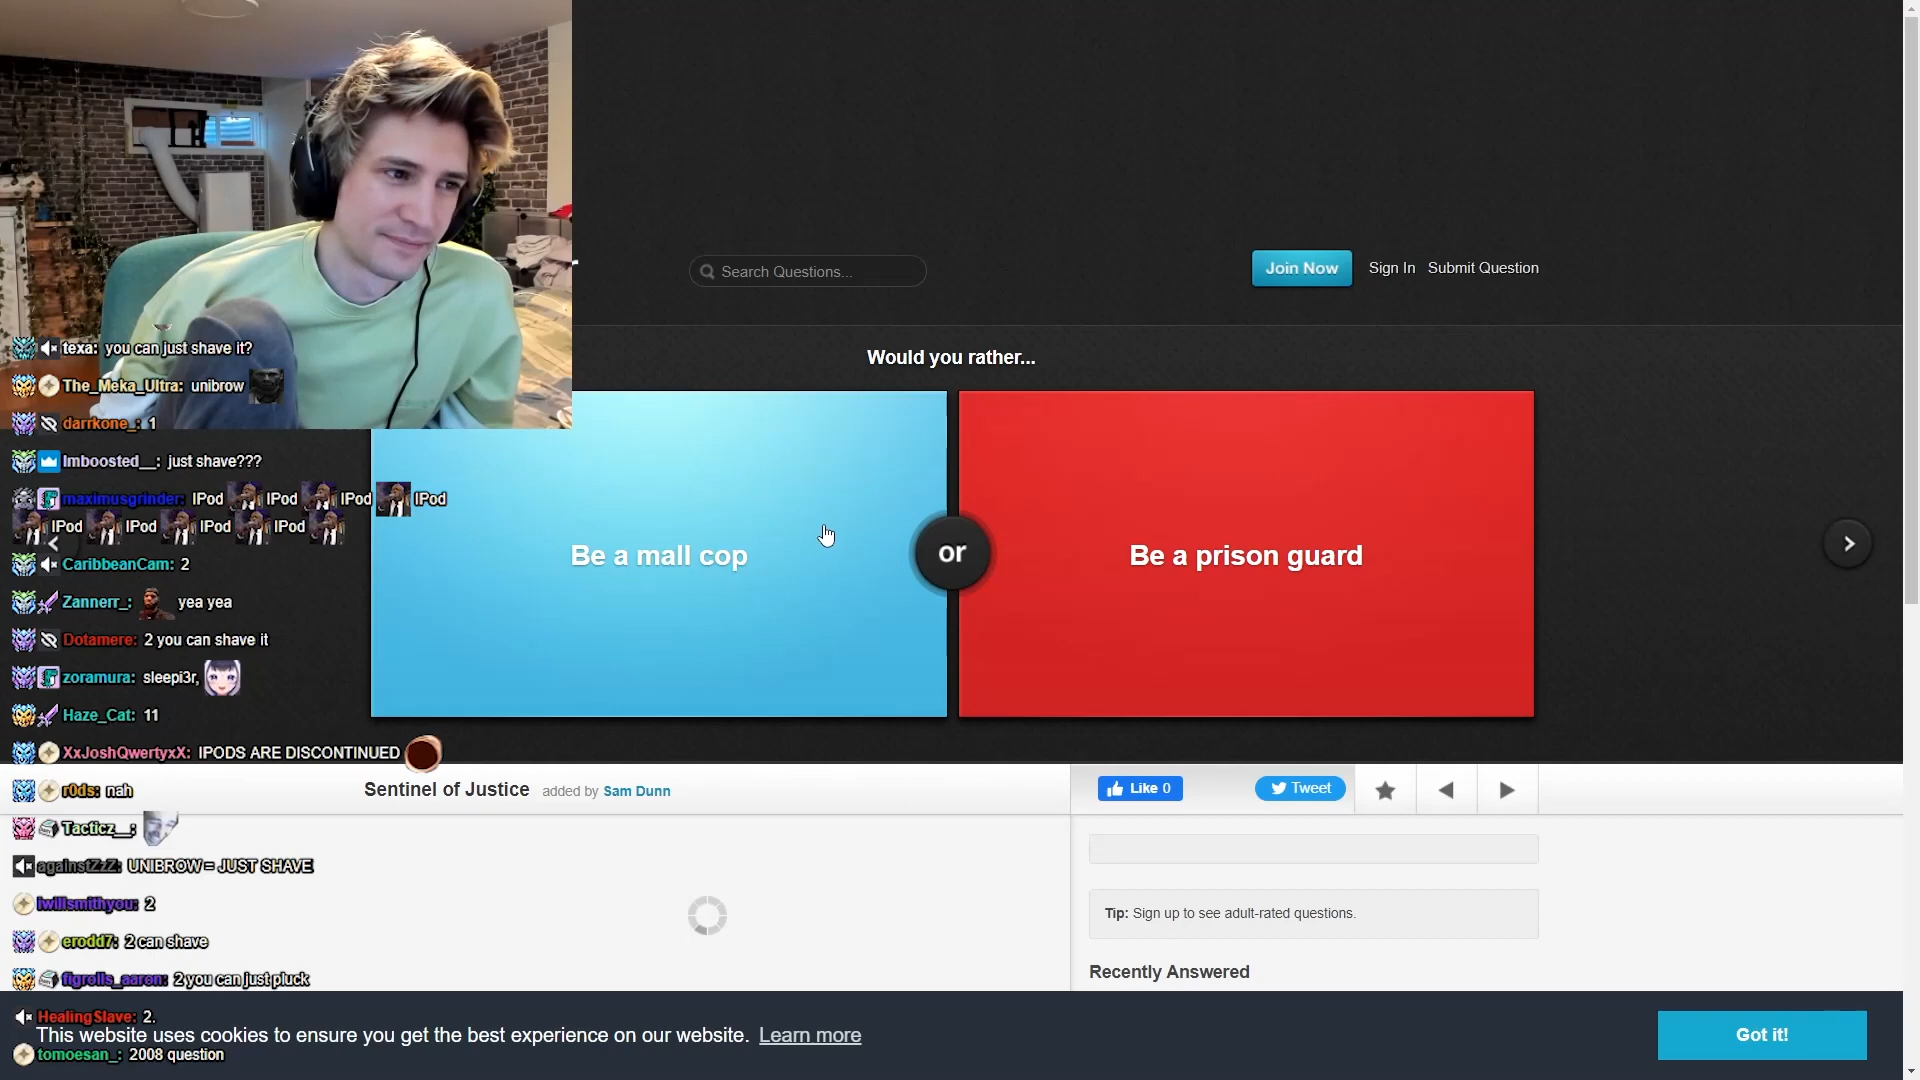 Search Questions...
Join Now
Sign In
Submit Question
Would you rather...
Be a mall cop
or
Be a prison guard
texa: you can just shave it?
The_Meka_Ultra: unibrow
darrkone_: 1
Imboosted__: just shave???
maximusgrinder: IPod IPod IPod IPod
IPod IPod IPod IPod
CaribbeanCam: 2
Zannerr_: yea yea
Dotamere: 2 you can shave it
zoramura: sleepi3r,
Haze_Cat: 11
XxJoshQwertyxX: IPODS ARE DISCONTINUED
r0ds: nah
Tacticz__:
againstZzZ: UNIBROW = JUST SHAVE
iwillsmithyou: 2
erodd7: 2 can shave
figrolls_aaron: 2 you can just pluck
HealingSlave: 2.
tomoesan_: 2008 question
Sentinel of Justice added by Sam Dunn
Like 0
Tweet
Tip: Sign up to see adult-rated questions.
Recently Answered
This website uses cookies to ensure you get the best experience on our website. Learn more
Got it!